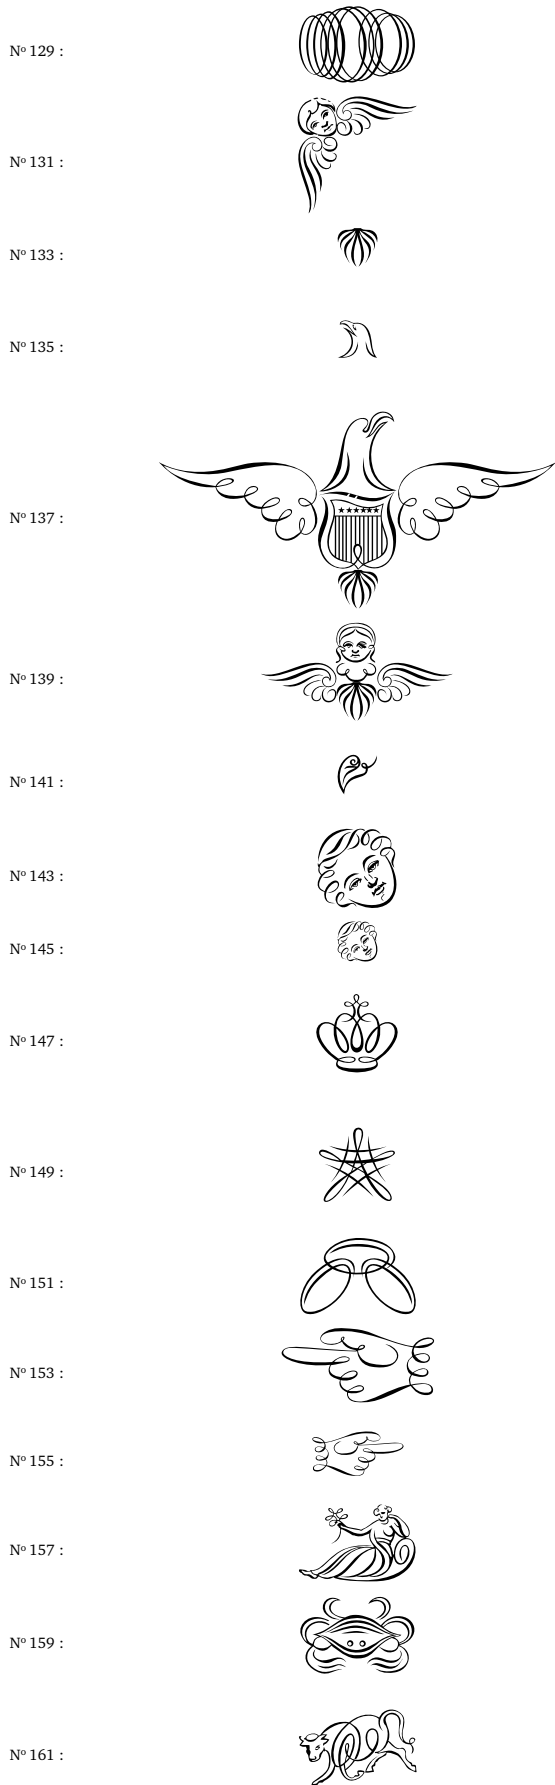 Nº 129 :
Nº 131 :
Nº 133 :
Nº 135 :
Nº 137 :
Nº 139 :
Nº 141 :
Nº 143 :
Nº 145 :
Nº 147 :
Nº 149 :
Nº 151 :
Nº 153 :
Nº 155 :
Nº 157 :
Nº 159 :
Nº 161 :